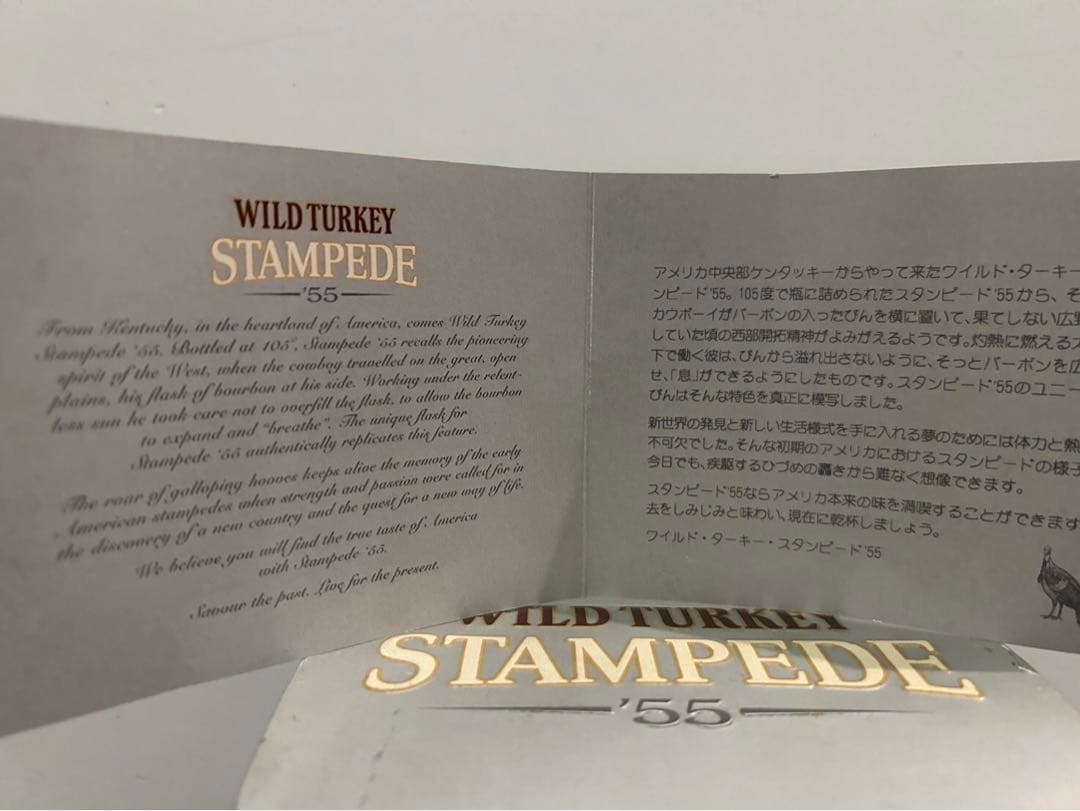 WILD TURKEY
STAMPEDE
'55
From Kentucky, in the heartland of America, comes Wild Turkey
Stampede '55. Bottled at 105°, Stampede '55 recalls the pioneering
spirit of the West, when the cowboy travelled on the great, open
plains, his flask of bourbon at his side. Working under the relent-
less sun he took care not to overfill the flask, to allow the bourbon
to expand and "breathe". The unique flask for
Stampede '55 authentically replicates this feature.
The roar of galloping hooves keeps alive the memory of the early
American stampedes when strength and passion were called for in
the discovery of a new country and the quest for a new way of life.
We believe you will find the true taste of America
with Stampede '55.
Savour the past. Live for the present.
アメリカ中央部ケンタッキーからやって来たワイルド・ターキー
ンピード'55。105度で瓶に詰められたスタンピード'55から、そ
カウボーイがバーボンの入ったびんを横に置いて、果てしない広野
していた頃の西部開拓精神がよみがえるようです。灼熱に燃える
下で働く彼は、びんから溢れ出さないように、そっとバーボンを広
せ、「息」ができるようにしたものです。スタンピード'55のユニー
びんはそんな特色を真正に模写しました。
新世界の発見と新しい生活様式を手に入れる夢のためには体力と熱
不可欠でした。そんな初期のアメリカにおけるスタンピードの様子
今日でも、疾駆するひづめの轟きから難なく想像できます。
スタンピード'55ならアメリカ本来の味を満喫することができます
去をしみじみと味わい、現在に乾杯しましょう。
ワイルド・ターキー・スタンピード'55
WILD TURKEY
STAMPEDE
'55